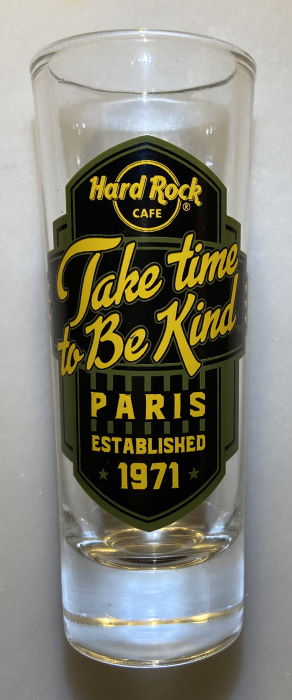 Hard Rock ®
CAFE
Take time
to Be Kind
PARIS
ESTABLISHED
1971